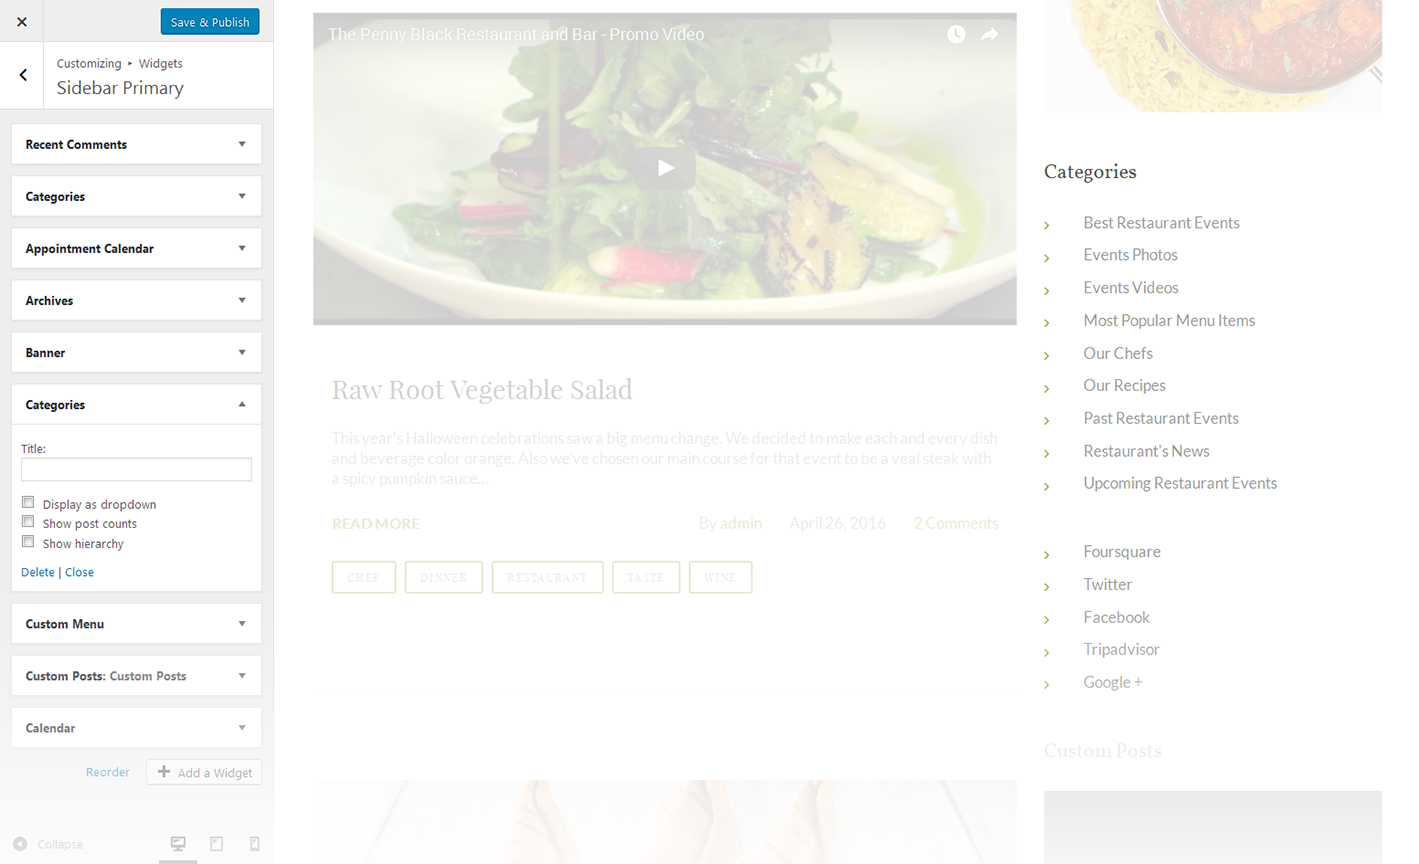 Save & Publish
Customizing ▸ Widgets
Sidebar Primary
Recent Comments
Categories
Appointment Calendar
Archives
Banner
Categories
Title:
Display as dropdown
Show post counts
Show hierarchy
Delete | Close
Custom Menu
Custom Posts: Custom Posts
Calendar
Reorder
Add a Widget
Collapse
The Penny Black Restaurant and Bar - Promo Video
Raw Root Vegetable Salad
This year's Halloween celebrations saw a big menu change. We decided to make each and every dish
and beverage color orange. Also we've chosen our main course for that event to be a veal steak with
a spicy pumpkin sauce...
READ MORE
By admin
April 26, 2016
2 Comments
CHEF
DINNER
RESTAURANT
TASTE
WINE
Categories
Best Restaurant Events
Events Photos
Events Videos
Most Popular Menu Items
Our Chefs
Our Recipes
Past Restaurant Events
Restaurant's News
Upcoming Restaurant Events
Foursquare
Twitter
Facebook
Tripadvisor
Google +
Custom Posts